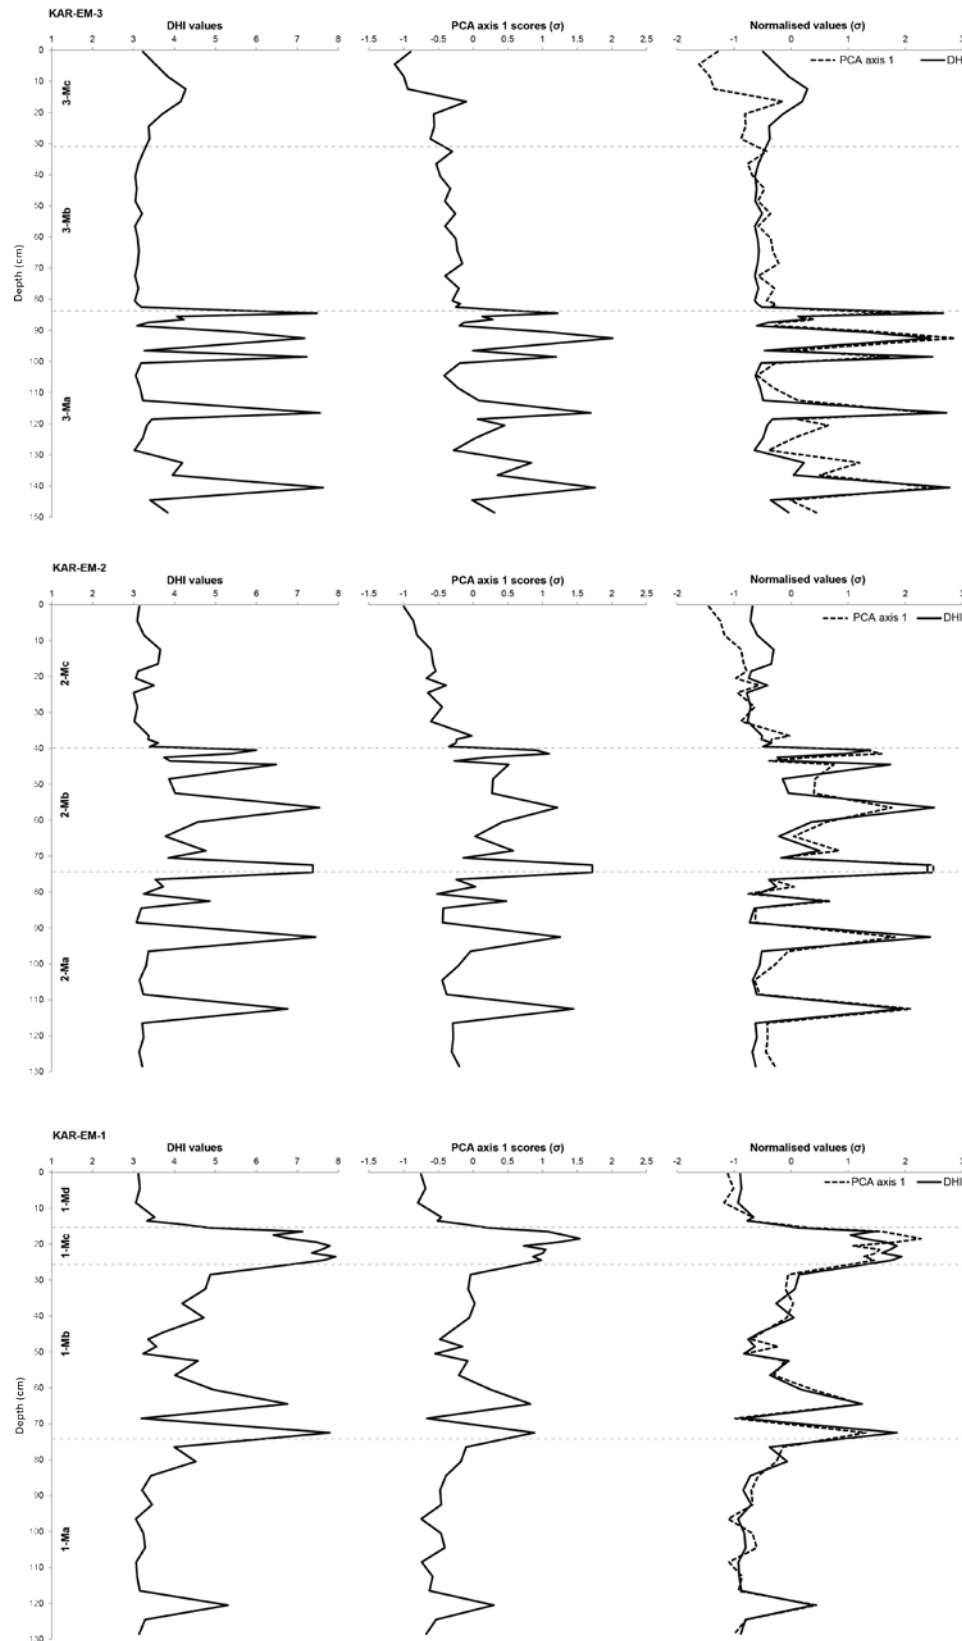 KAR-EM-3
DHI values PCA axis 1 scores (σ) Normalised values (σ)
1 2 3 4 5 6 7 8 -1.5 -1 -0.5 0 0.5 1 1.5 2 2.5 -2 -1 0 1 2 3
PCA axis 1 DHI
0
10
20
30
40
50
60
70
80
90
100
110
120
130
140
150
3-Mc
3-Mb
3-Ma
Depth (cm)
KAR-EM-2
DHI values PCA axis 1 scores (σ) Normalised values (σ)
1 2 3 4 5 6 7 8 -1.5 -1 -0.5 0 0.5 1 1.5 2 2.5 -2 -1 0 1 2 3
PCA axis 1 DHI
0
10
20
30
40
50
60
70
80
90
100
110
120
130
2-Mc
2-Mb
2-Ma
KAR-EM-1
DHI values PCA axis 1 scores (σ) Normalised values (σ)
1 2 3 4 5 6 7 8 -1.5 -1 -0.5 0 0.5 1 1.5 2 2.5 -2 -1 0 1 2 3
PCA axis 1 DHI
0
10
20
30
40
50
60
70
80
90
100
110
120
130
1-Md
1-Mc
1-Mb
1-Ma
Depth (cm)